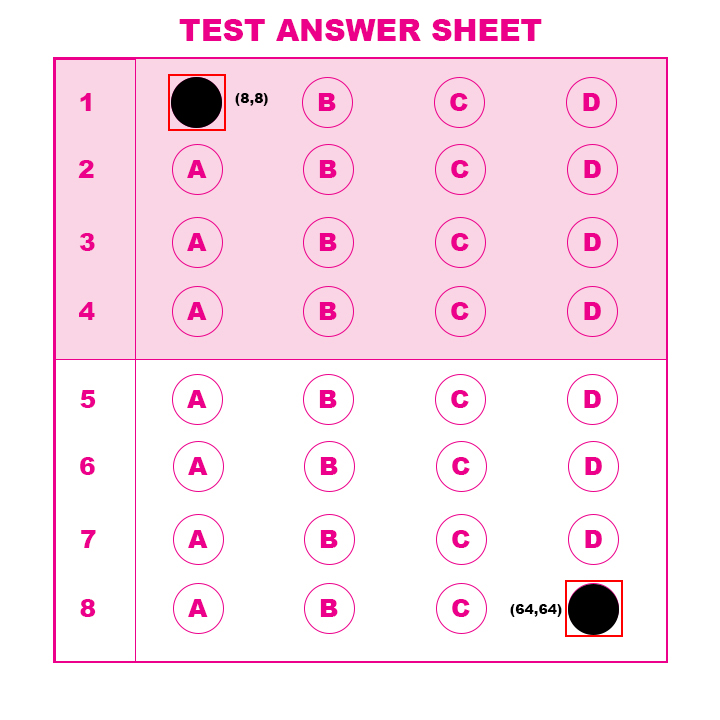 TEST ANSWER SHEET
1 (8,8) B C D
2 A B C D
3 A B C D
4 A B C D
5 A B C D
6 A B C D
7 A B C D
8 A B C (64,64)